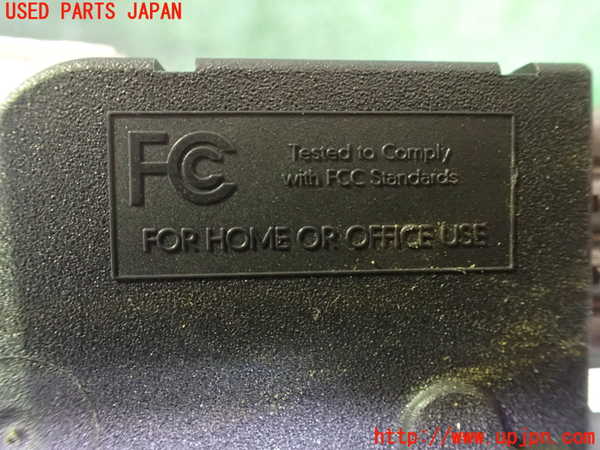 USED PARTS JAPAN
FC Tested to Comply
with FCC Standards
FOR HOME OR OFFICE USE
http://www.upjpn.com/